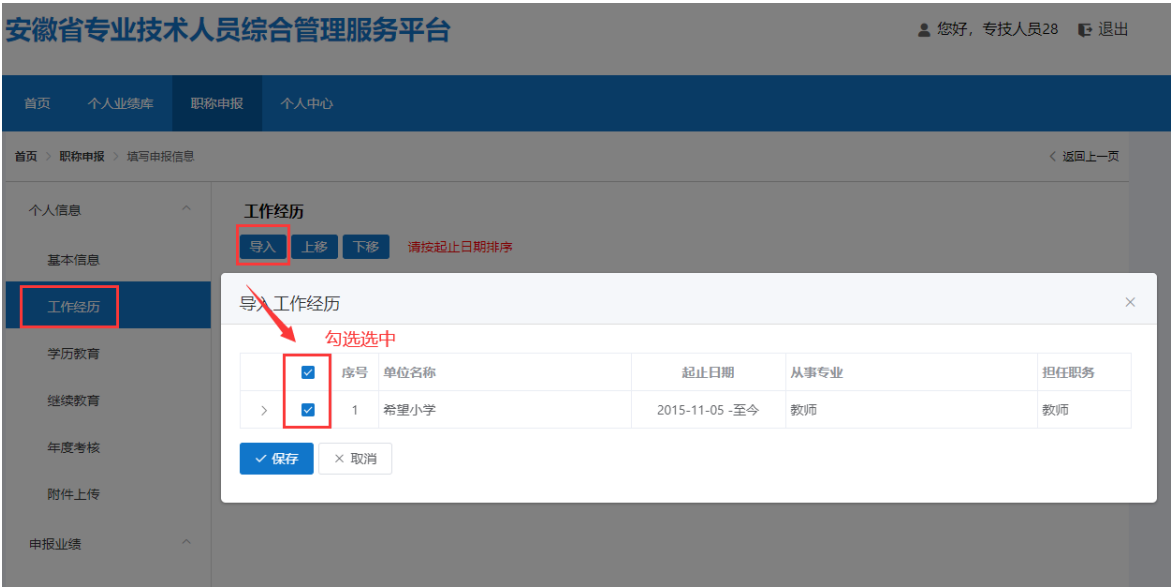 安徽省专业技术人员综合管理服务平台
您好，专技人员28 退出
首页 个人业绩库 职称申报 个人中心
首页 > 职称申报 > 填写申报信息
< 返回上一页
个人信息
基本信息
工作经历
学历教育
继续教育
年度考核
附件上传
申报业绩
工作经历
导入 上移 下移 请按起止日期排序
导入工作经历
勾选选中
序号 单位名称 起止日期 从事专业 担任职务
1 希望小学 2015-11-05 -至今 教师 教师
保存 取消